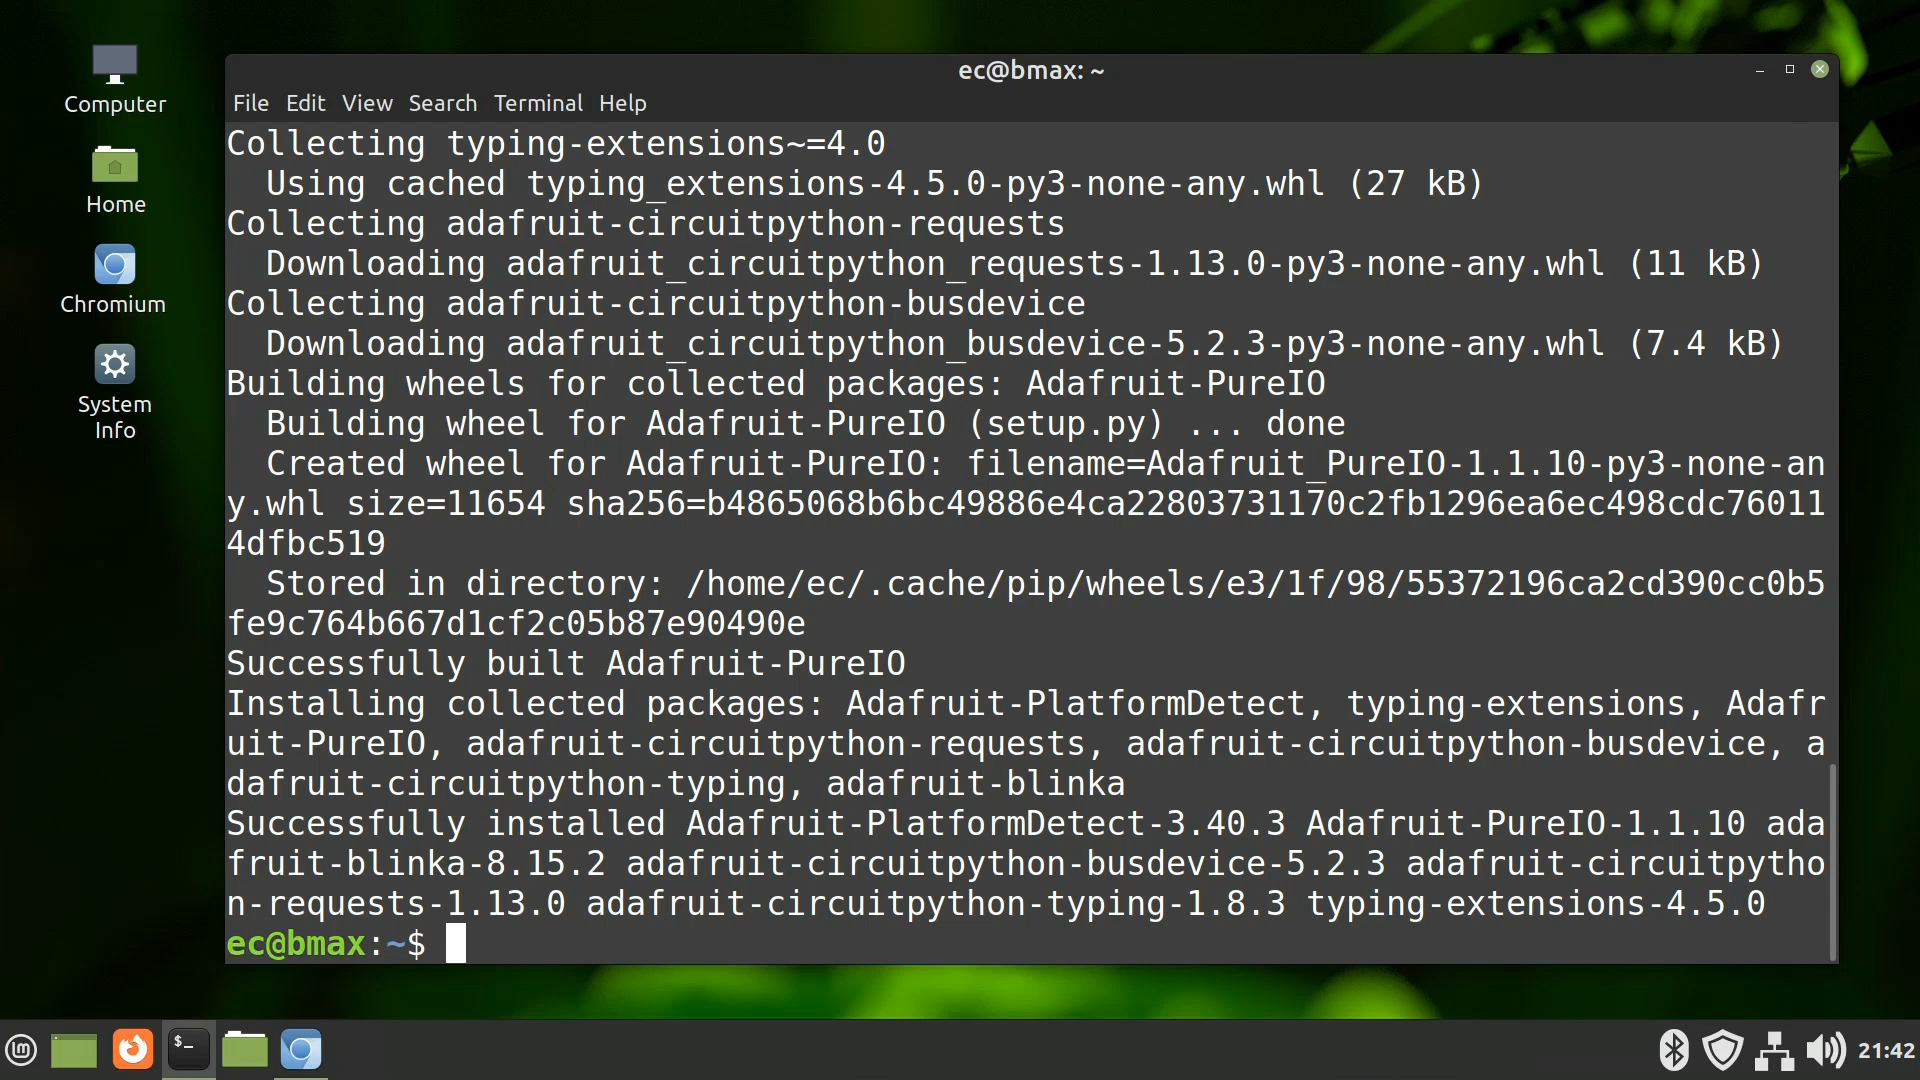 ec@bmax: ~
File Edit View Search Terminal Help
Computer
Home
Chromium
System
Info
Collecting typing-extensions~=4.0
  Using cached typing_extensions-4.5.0-py3-none-any.whl (27 kB)
Collecting adafruit-circuitpython-requests
  Downloading adafruit_circuitpython_requests-1.13.0-py3-none-any.whl (11 kB)
Collecting adafruit-circuitpython-busdevice
  Downloading adafruit_circuitpython_busdevice-5.2.3-py3-none-any.whl (7.4 kB)
Building wheels for collected packages: Adafruit-PureIO
  Building wheel for Adafruit-PureIO (setup.py) ... done
  Created wheel for Adafruit-PureIO: filename=Adafruit_PureIO-1.1.10-py3-none-an
y.whl size=11654 sha256=b4865068b6bc49886e4ca22803731170c2fb1296ea6ec498cdc76011
4dfbc519
  Stored in directory: /home/ec/.cache/pip/wheels/e3/1f/98/55372196ca2cd390cc0b5
fe9c764b667d1cf2c05b87e90490e
Successfully built Adafruit-PureIO
Installing collected packages: Adafruit-PlatformDetect, typing-extensions, Adafr
uit-PureIO, adafruit-circuitpython-requests, adafruit-circuitpython-busdevice, a
dafruit-circuitpython-typing, adafruit-blinka
Successfully installed Adafruit-PlatformDetect-3.40.3 Adafruit-PureIO-1.1.10 ada
fruit-blinka-8.15.2 adafruit-circuitpython-busdevice-5.2.3 adafruit-circuitpytho
n-requests-1.13.0 adafruit-circuitpython-typing-1.8.3 typing-extensions-4.5.0
ec@bmax:~$
21:42